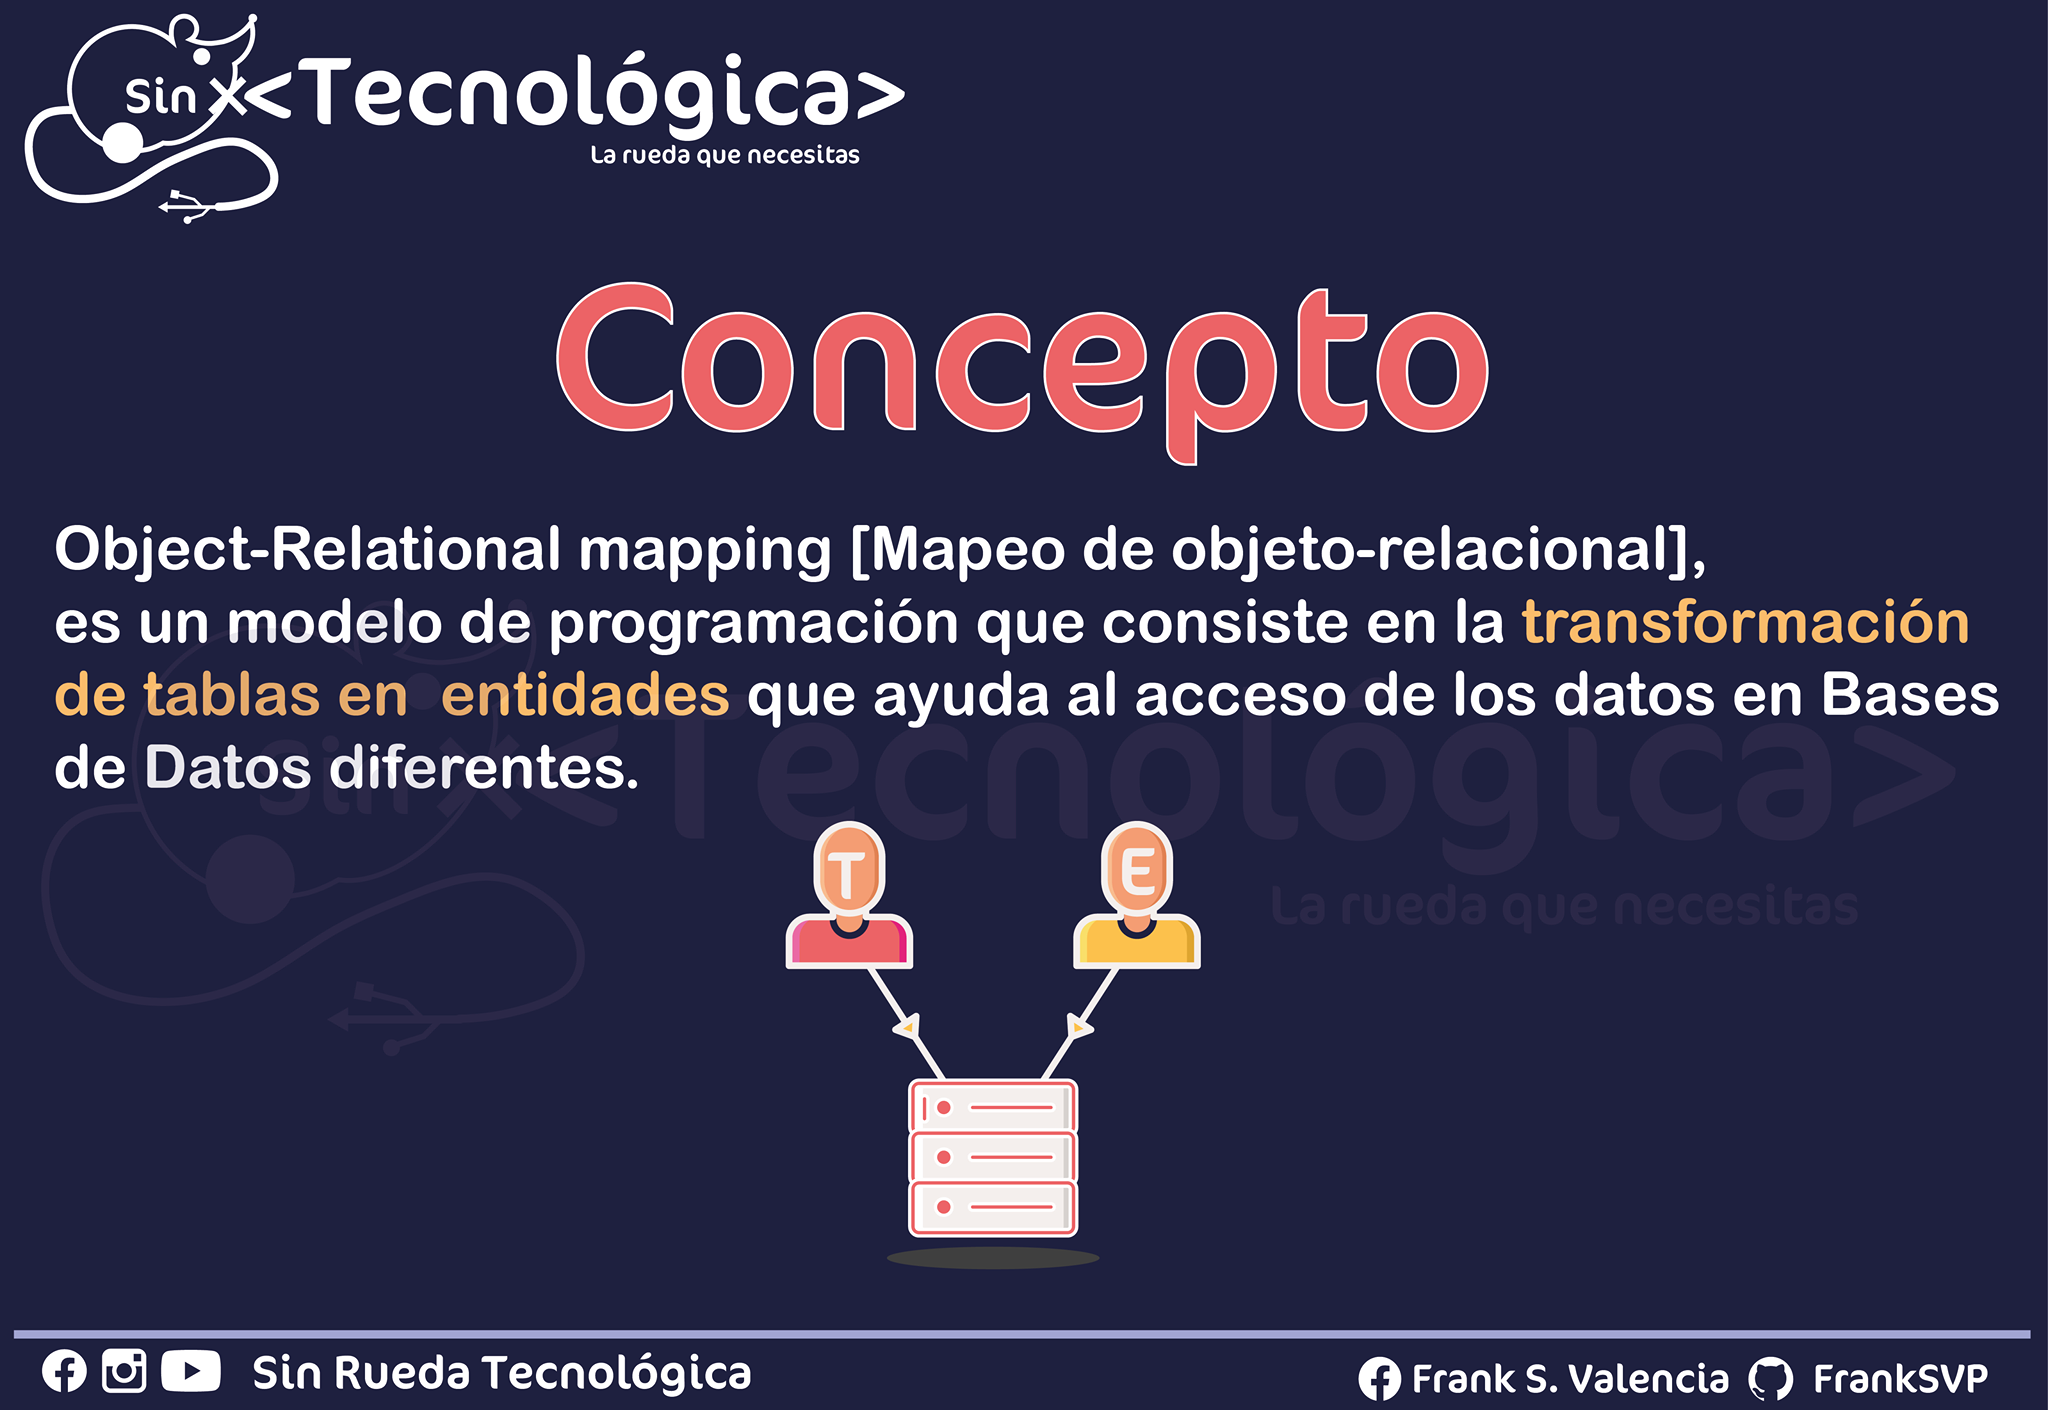 Sin <Tecnológica>
La rueda que necesitas
Concepto
Object-Relational mapping [Mapeo de objeto-relacional],
es un modelo de programación que consiste en la transformación
de tablas en entidades que ayuda al acceso de los datos en Bases
de Datos diferentes.
Sin <Tecnológica>
La rueda que necesitas
T E
Sin Rueda Tecnológica
Frank S. Valencia FrankSVP